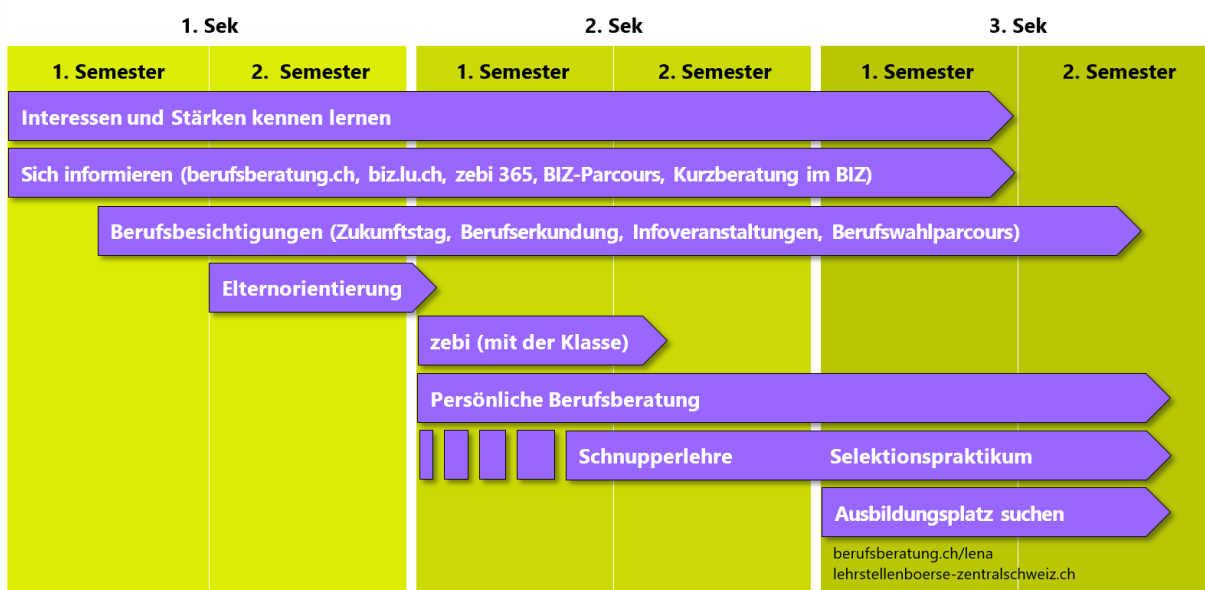 1. Sek 2. Sek 3. Sek
1. Semester 2. Semester 1. Semester 2. Semester 1. Semester 2. Semester
Interessen und Stärken kennen lernen
Sich informieren (berufsberatung.ch, biz.lu.ch, zebi 365, BIZ-Parcours, Kurzberatung im BIZ)
Berufsbesichtigungen (Zukunftstag, Berufserkundung, Infoveranstaltungen, Berufswahlparcours)
Elternorientierung
zebi (mit der Klasse)
Persönliche Berufsberatung
Schnupperlehre Selektionspraktikum
Ausbildungsplatz suchen
berufsberatung.ch/lena
lehrstellenboerse-zentralschweiz.ch